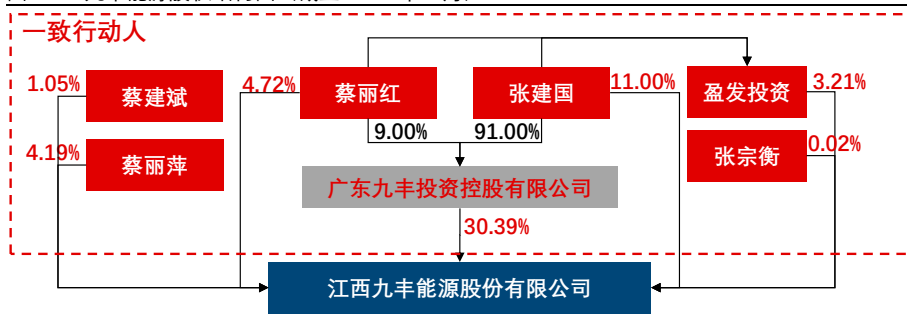 一致行动人
1.05%
蔡建斌
4.72%
蔡丽红
张建国
11.00%
盈发投资
3.21%
9.00%
91.00%
4.19%
蔡丽萍
张宗衡
0.02%
广东九丰投资控股有限公司
30.39%
江西九丰能源股份有限公司